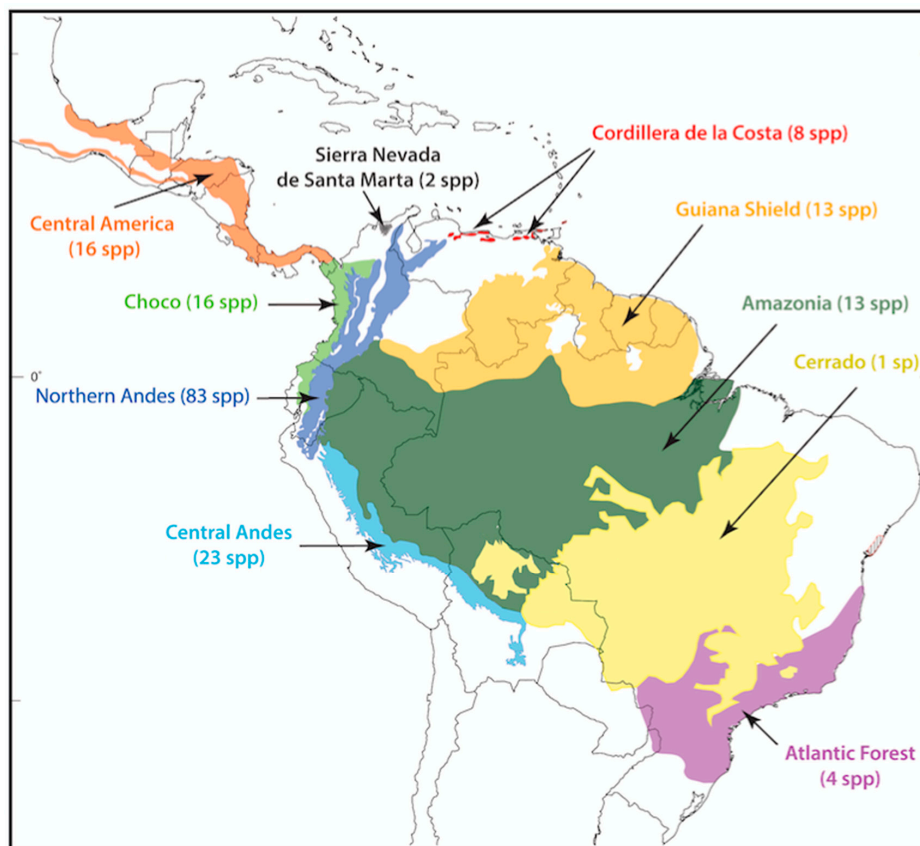 Cordillera de la Costa (8 spp)
Sierra Nevada
de Santa Marta (2 spp)
Central America
(16 spp)
Guiana Shield (13 spp)
Choco (16 spp)
Amazonia (13 spp)
Cerrado (1 sp)
0°
Northern Andes (83 spp)
Central Andes
(23 spp)
Atlantic Forest
(4 spp)